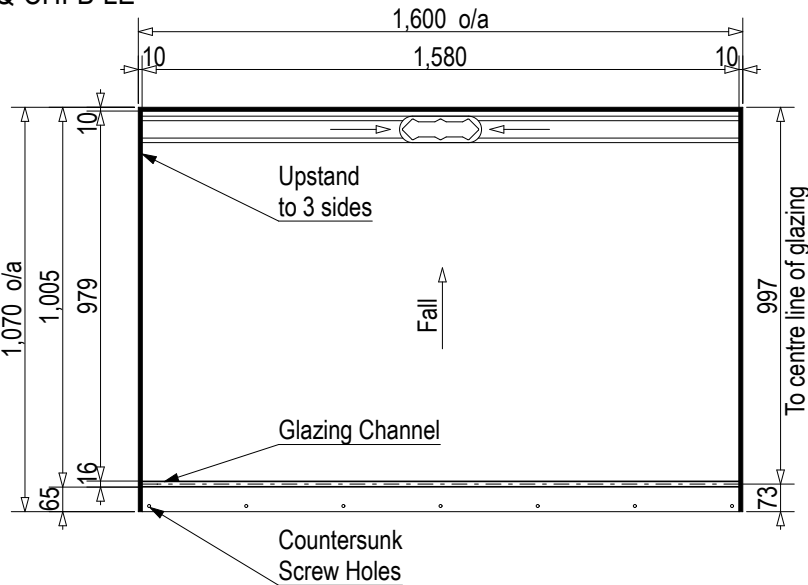 1,600 o/a
10 1,580 10
10
Upstand
to 3 sides
1,070 o/a
1,005
979
Fall
997
To centre line of glazing
Glazing Channel
16
65
73
Countersunk
Screw Holes